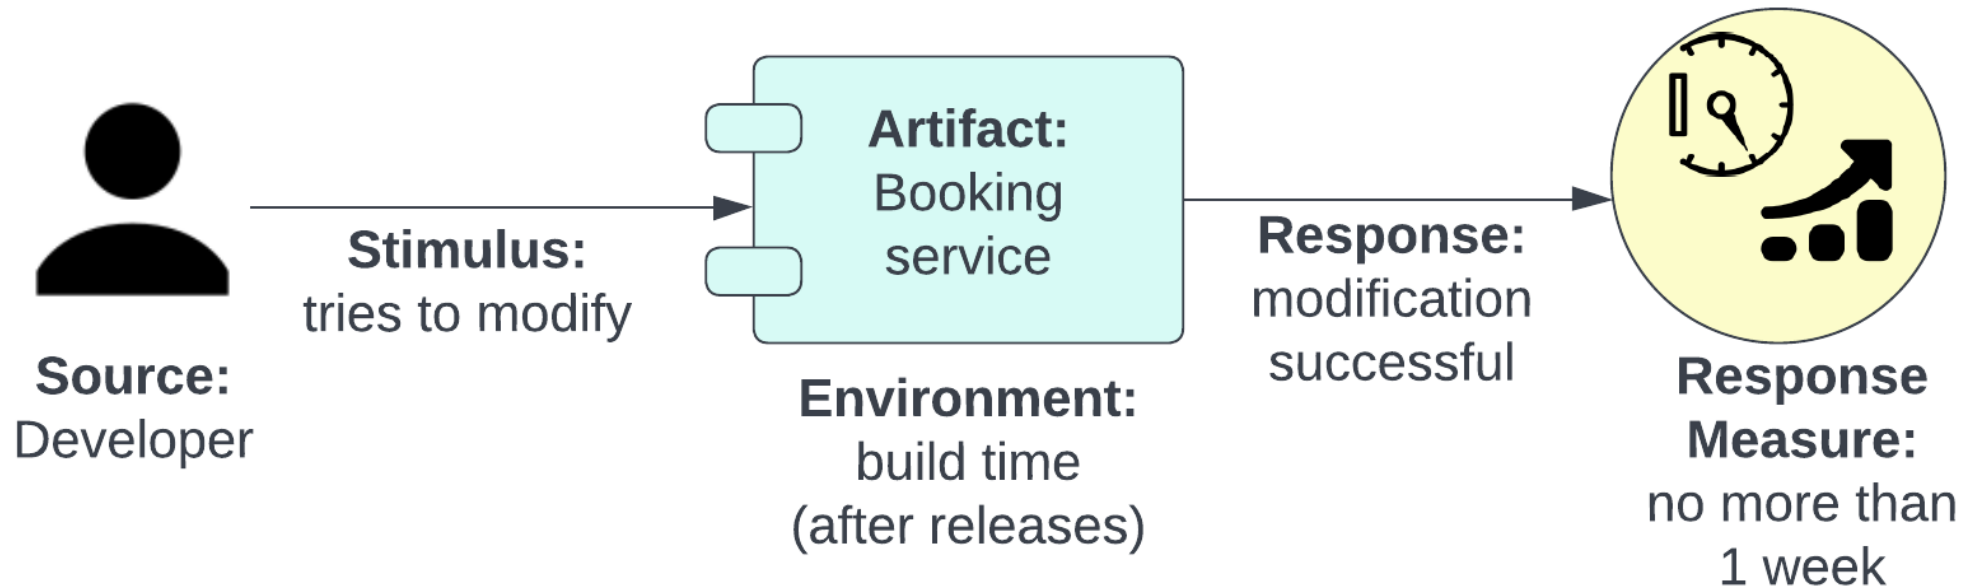 Source:
Developer
Stimulus:
tries to modify
Artifact:
Booking
service
Environment:
build time
(after releases)
Response:
modification
successful
Response
Measure:
no more than
1 week